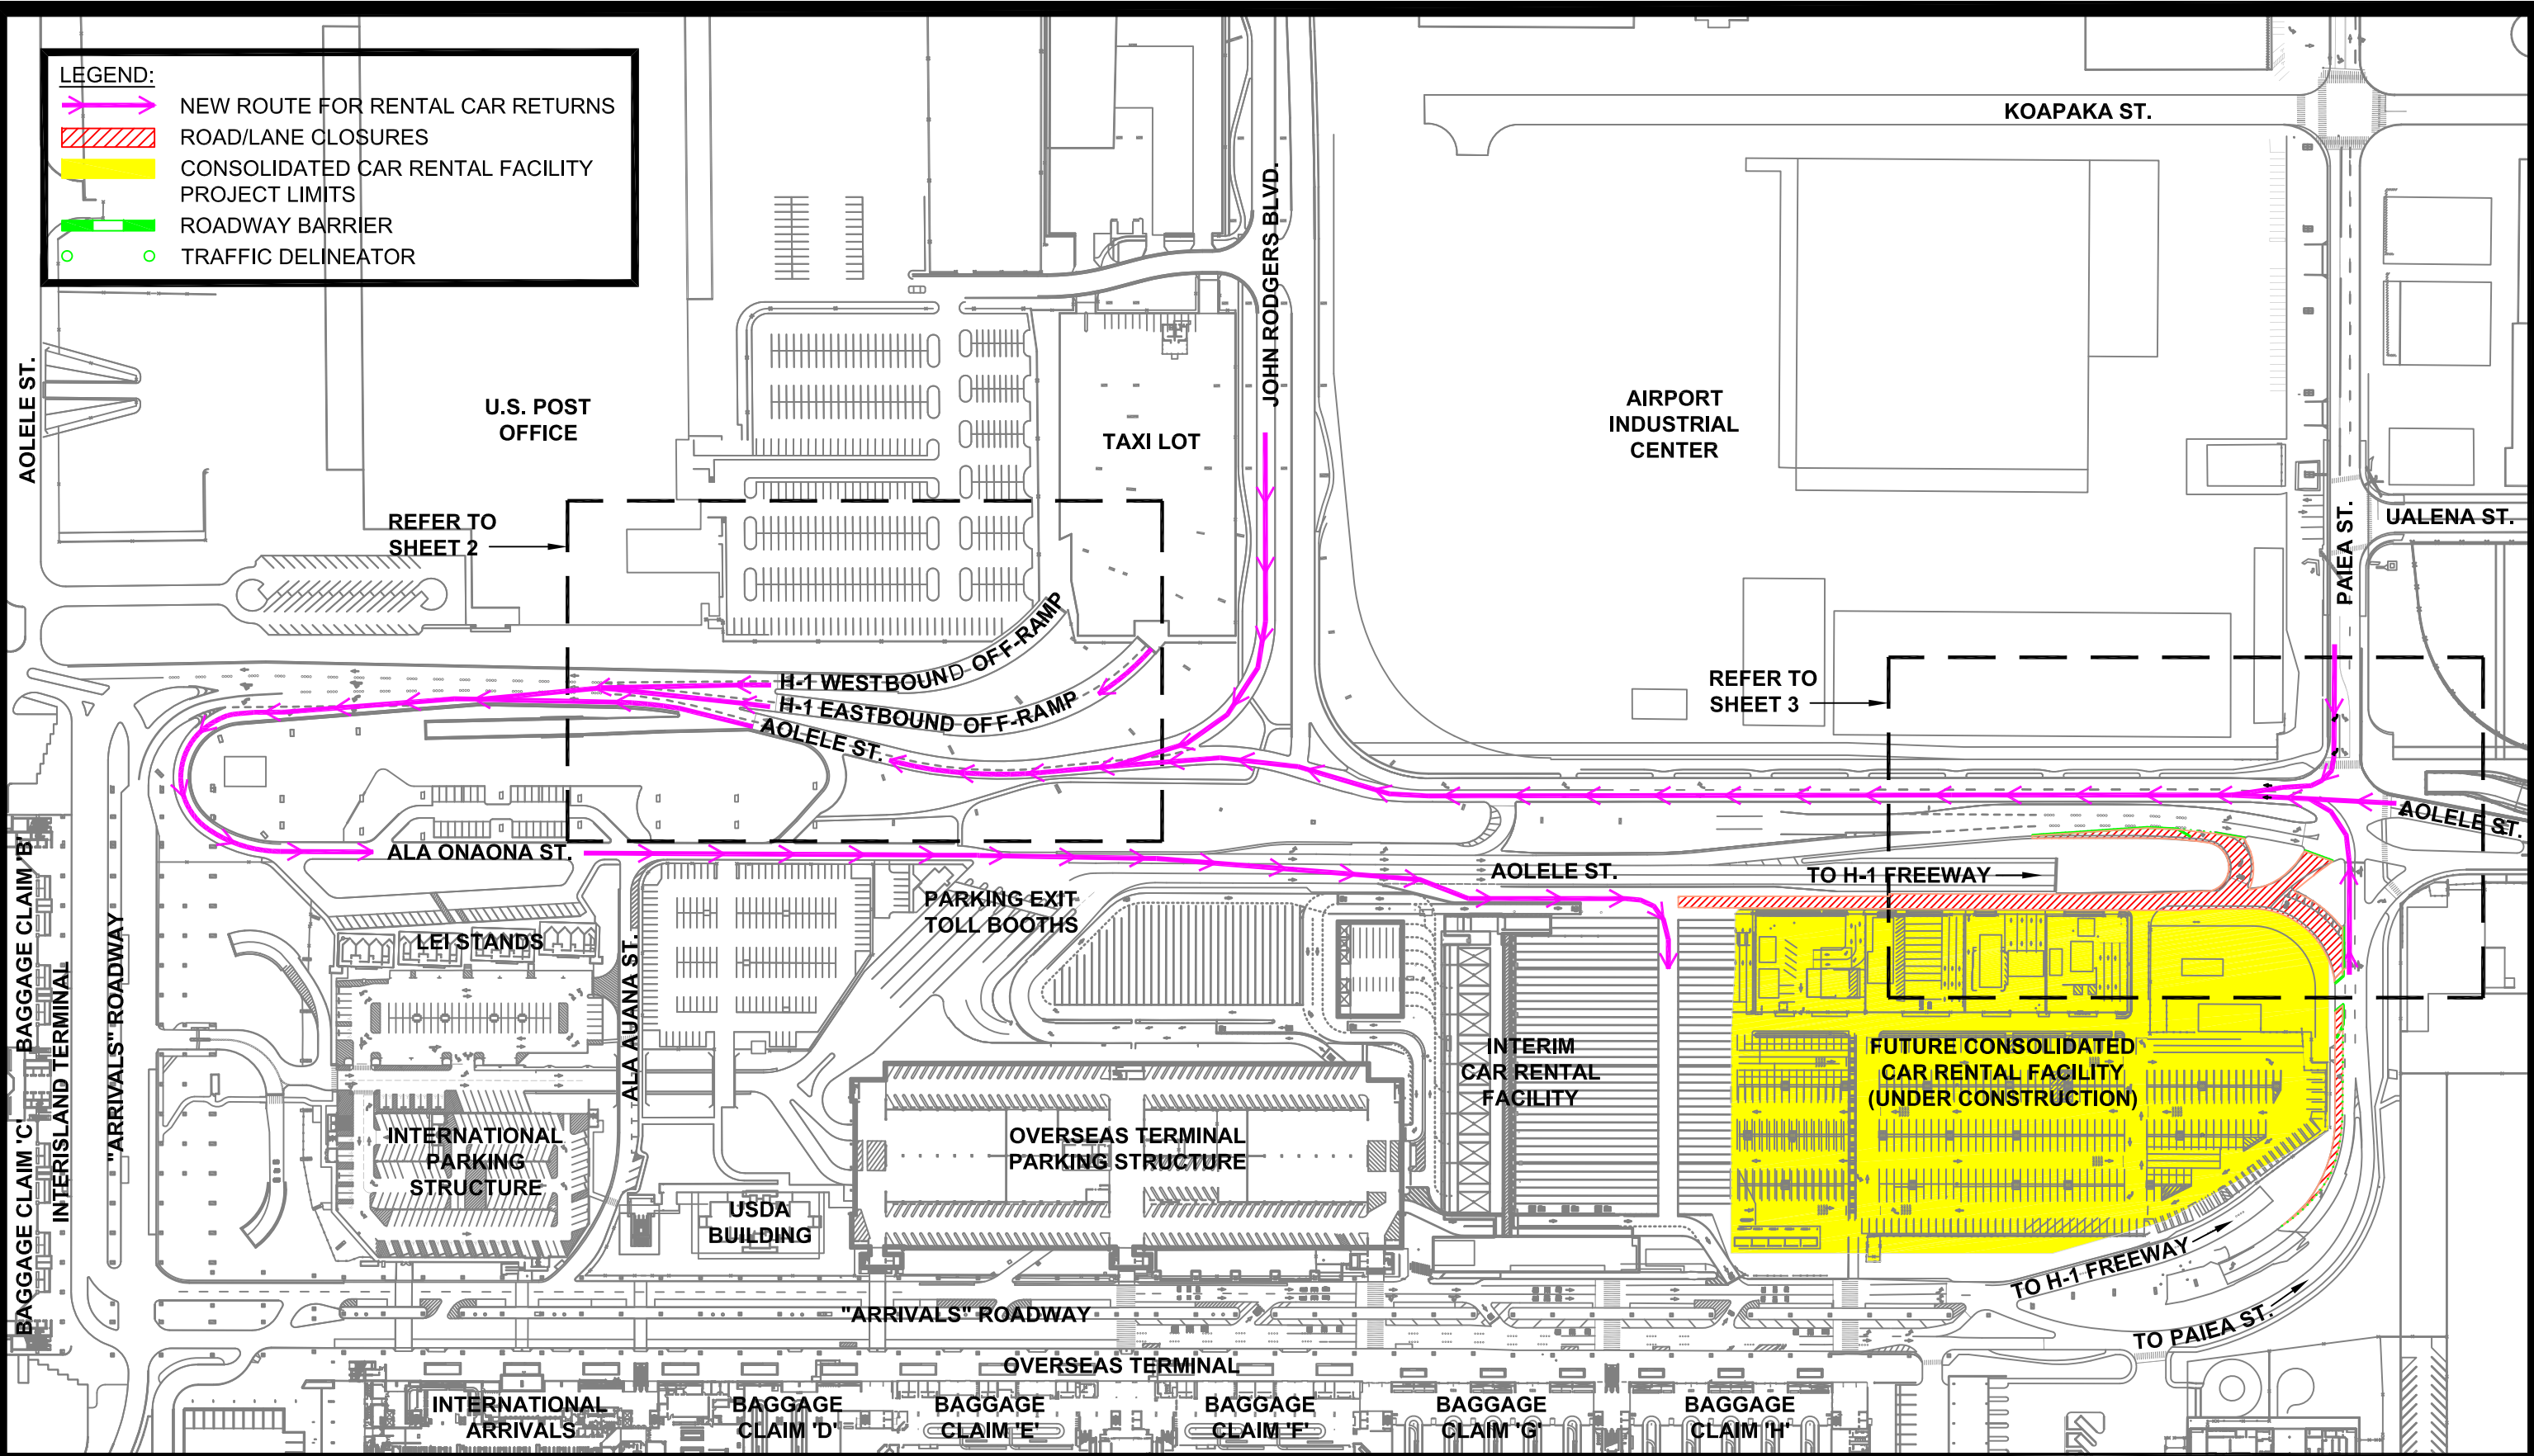 LEGEND:
NEW ROUTE FOR RENTAL CAR RETURNS
ROAD/LANE CLOSURES
CONSOLIDATED CAR RENTAL FACILITY
PROJECT LIMITS
ROADWAY BARRIER
TRAFFIC DELINEATOR
KOAPAKA ST.
JOHN RODGERS BLVD.
AOLELE ST.
U.S. POST
OFFICE
TAXI LOT
AIRPORT
INDUSTRIAL
CENTER
REFER TO
SHEET 2
PAIEA ST.
UALENA ST.
H-1 WESTBOUND OFF-RAMP
H-1 EASTBOUND OFF-RAMP
AOLELE ST.
REFER TO
SHEET 3
AOLELE ST.
ALA ONAONA ST.
AOLELE ST.
TO H-1 FREEWAY
PARKING EXIT
TOLL BOOTHS
LEI STANDS
ALA AUANA ST.
BAGGAGE CLAIM 'B'
BAGGAGE CLAIM 'C'
INTERISLAND TERMINAL
"ARRIVALS" ROADWAY
INTERIM
CAR RENTAL
FACILITY
FUTURE CONSOLIDATED
CAR RENTAL FACILITY
(UNDER CONSTRUCTION)
INTERNATIONAL
PARKING
STRUCTURE
OVERSEAS TERMINAL
PARKING STRUCTURE
USDA
BUILDING
TO H-1 FREEWAY
TO PAIEA ST.
"ARRIVALS" ROADWAY
OVERSEAS TERMINAL
INTERNATIONAL
ARRIVALS
BAGGAGE
CLAIM 'D'
BAGGAGE
CLAIM 'E'
BAGGAGE
CLAIM 'F'
BAGGAGE
CLAIM 'G'
BAGGAGE
CLAIM 'H'